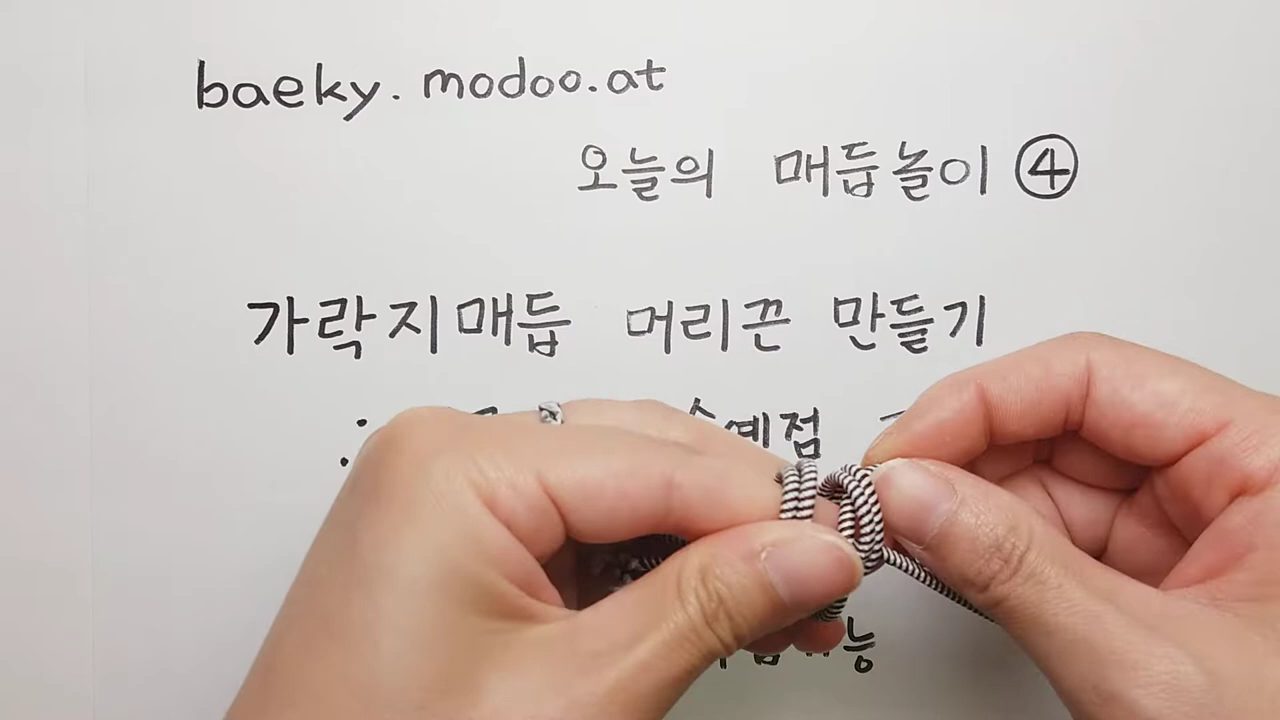 baeky.modoo.at
오늘의 매듭놀이 ④
가락지매듭 머리끈 만들기